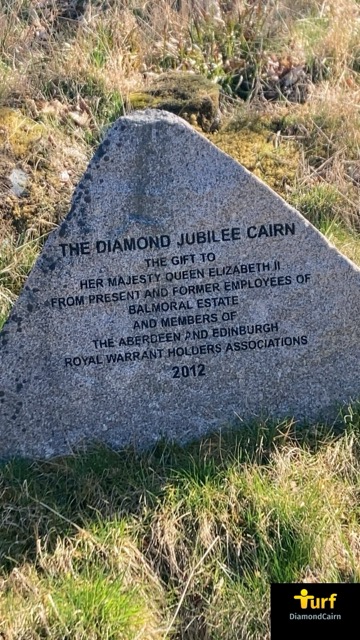 THE DIAMOND JUBILEE CAIRN
THE GIFT TO
HER MAJESTY QUEEN ELIZABETH II
FROM PRESENT AND FORMER EMPLOYEES OF
BALMORAL ESTATE
AND MEMBERS OF
THE ABERDEEN AND EDINBURGH
ROYAL WARRANT HOLDERS ASSOCIATIONS
2012
turf
DiamondCairn